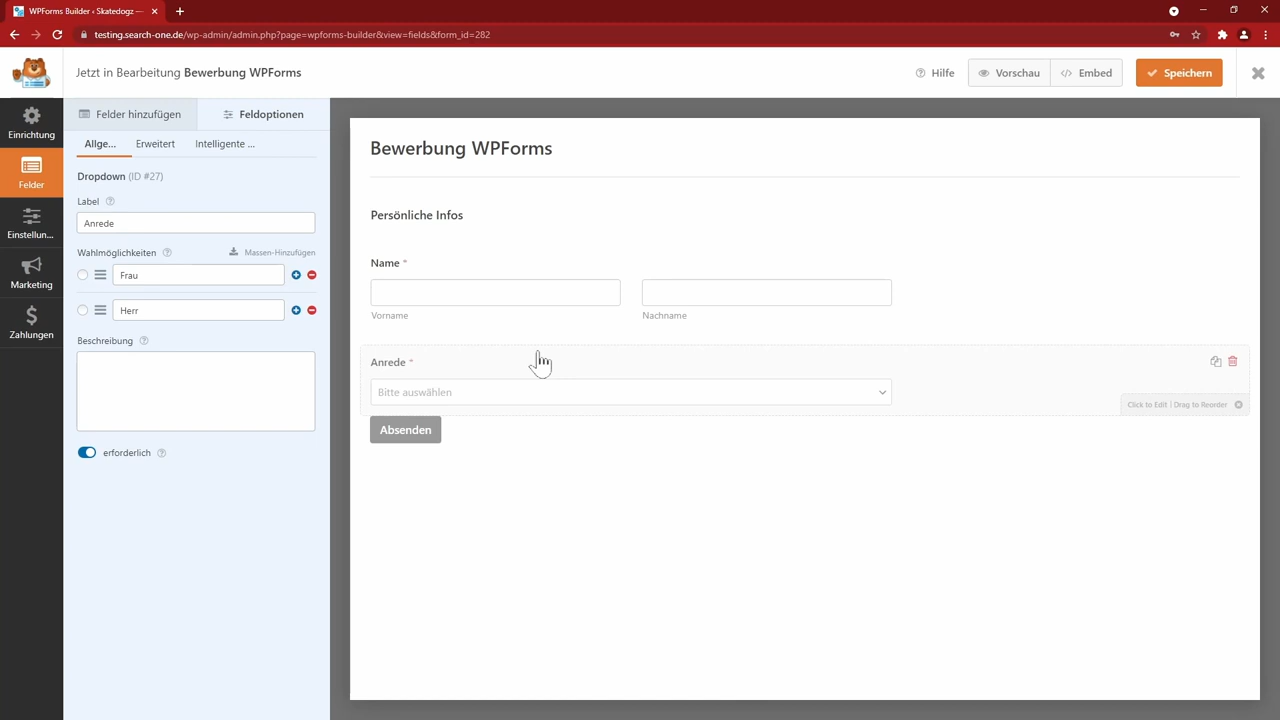 WPForms Builder ‹ Skatedogz —
testing.search-one.de/wp-admin/admin.php?page=wpforms-builder&view=fields&form_id=282
Jetzt in Bearbeitung Bewerbung WPForms
Hilfe
Vorschau
</> Embed
Speichern
Einrichtung
Felder
Einstellun...
Marketing
Zahlungen
Felder hinzufügen
Feldoptionen
Allge...
Erweitert
Intelligente ...
Dropdown (ID #27)
Label
Anrede
Wahlmöglichkeiten
Massen-Hinzufügen
Frau
Herr
Beschreibung
erforderlich
Bewerbung WPForms
Persönliche Infos
Name *
Vorname
Nachname
Anrede *
Bitte auswählen
Click to Edit | Drag to Reorder
Absenden